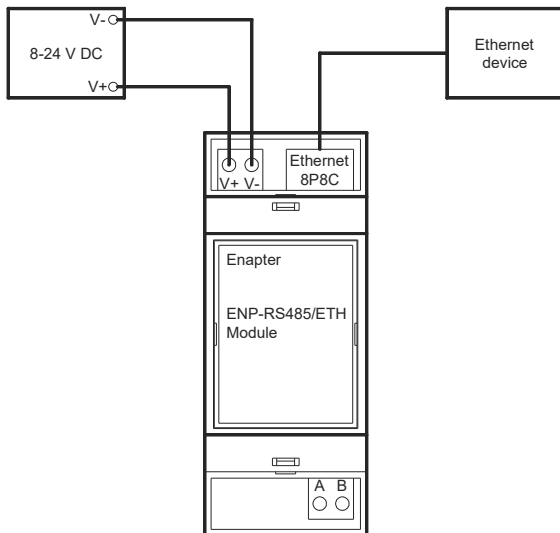 V-
8-24 V DC
V+
Ethernet
device
Ethernet
8P8C
V+ V-
Enapter
ENP-RS485/ETH
Module
A B